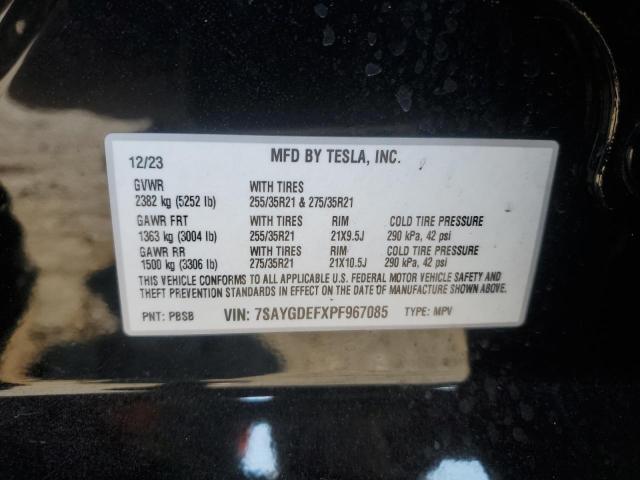 12/23 MFD BY TESLA, INC.
GVWR WITH TIRES
2382 kg (5252 lb) 255/35R21 & 275/35R21
GAWR FRT WITH TIRES RIM COLD TIRE PRESSURE
1363 kg (3004 lb) 255/35R21 21X9.5J 290 kPa, 42 psi
GAWR RR WITH TIRES RIM COLD TIRE PRESSURE
1500 kg (3306 lb) 275/35R21 21X10.5J 290 kPa, 42 psi
THIS VEHICLE CONFORMS TO ALL APPLICABLE U.S. FEDERAL MOTOR VEHICLE SAFETY AND
THEFT PREVENTION STANDARDS IN EFFECT ON THE DATE OF MANUFACTURE SHOWN ABOVE.
PNT: PBSB VIN: 7SAYGDEFXPF967085 TYPE: MPV